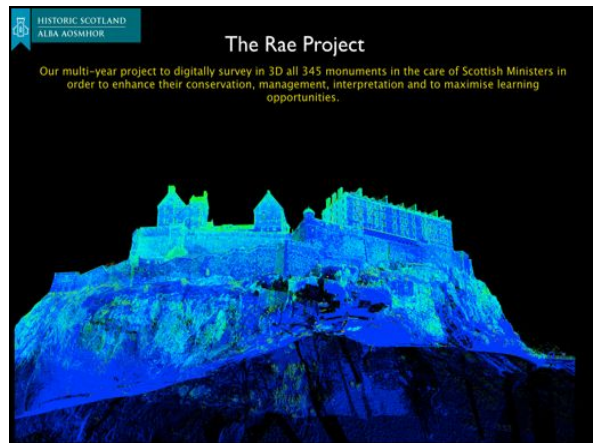 HISTORIC SCOTLAND
ALBA AOSMHOR
The Rae Project
Our multi-year project to digitally survey in 3D all 345 monuments in the care of Scottish Ministers in
order to enhance their conservation, management, interpretation and to maximise learning
opportunities.